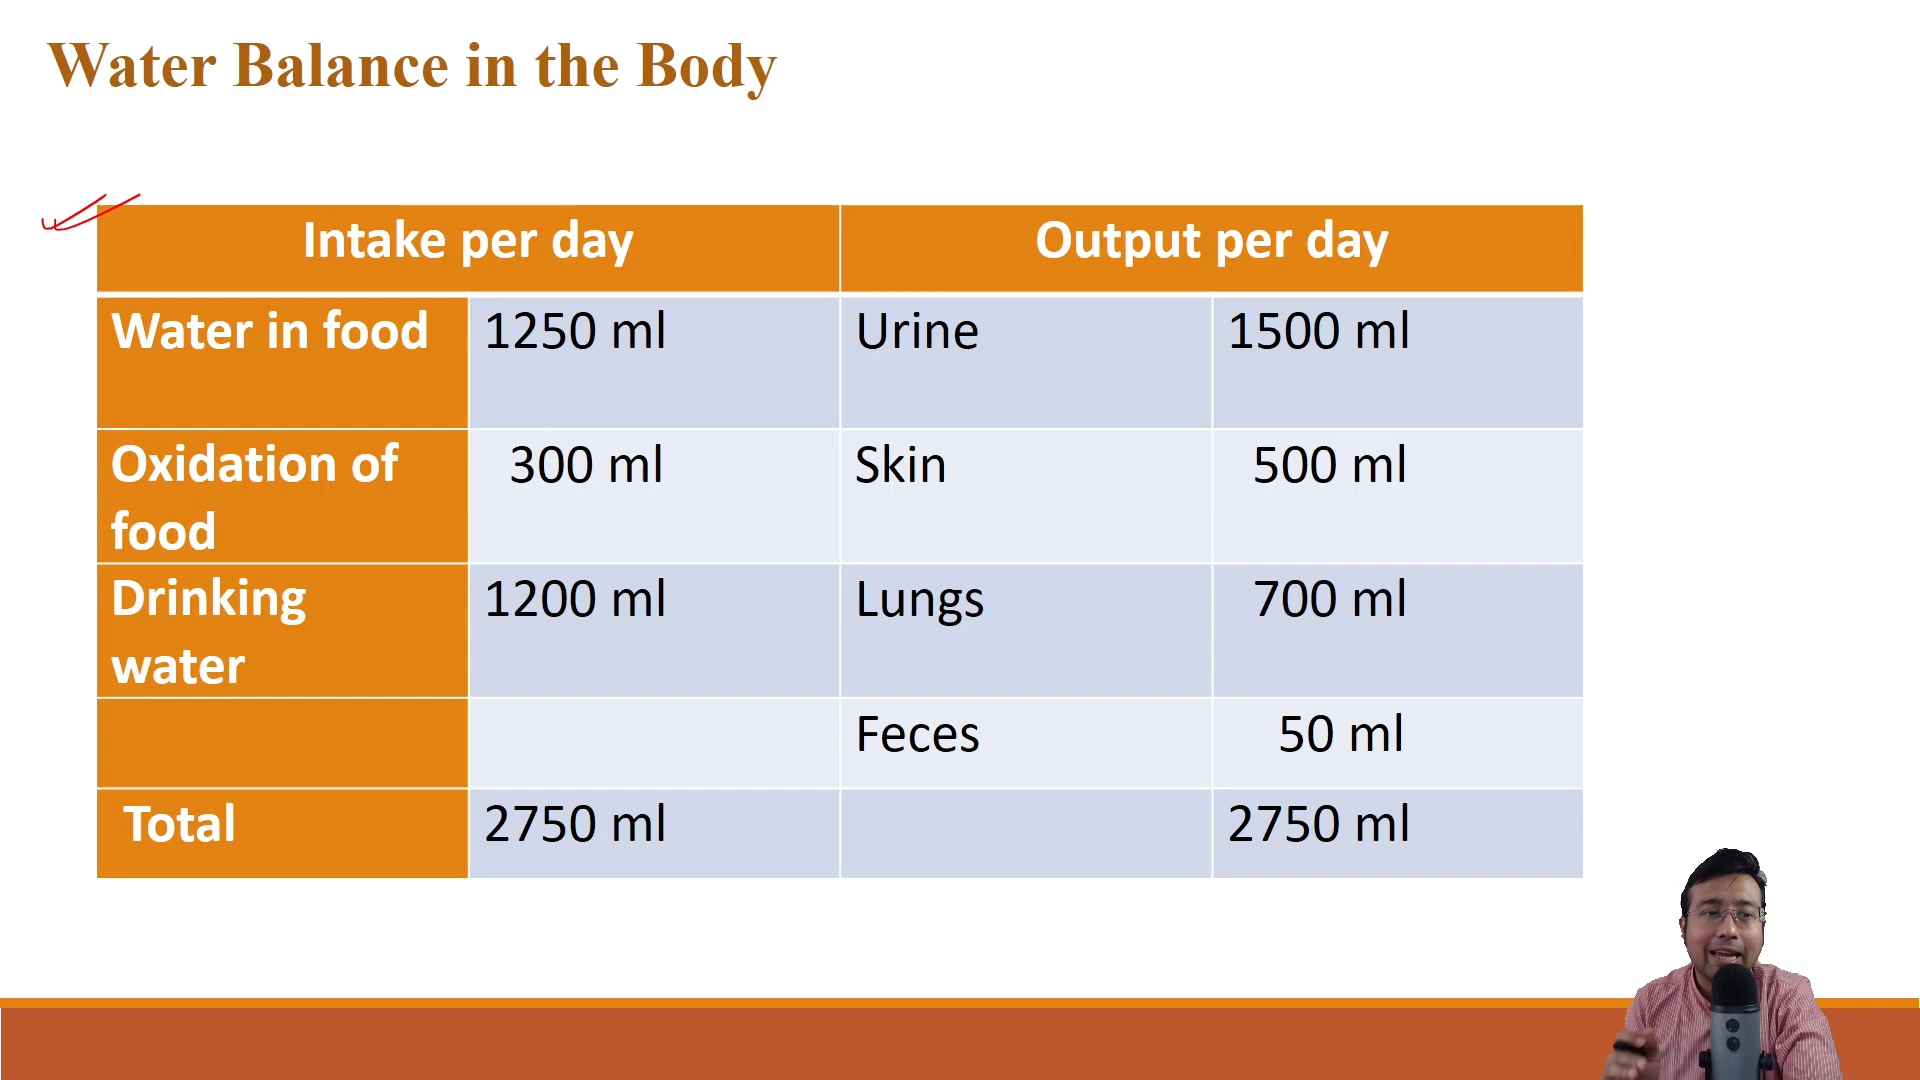 Water Balance in the Body
Intake per day Output per day
Water in food 1250 ml Urine 1500 ml
Oxidation of 300 ml Skin 500 ml
food
Drinking 1200 ml Lungs 700 ml
water
Feces 50 ml
Total 2750 ml 2750 ml